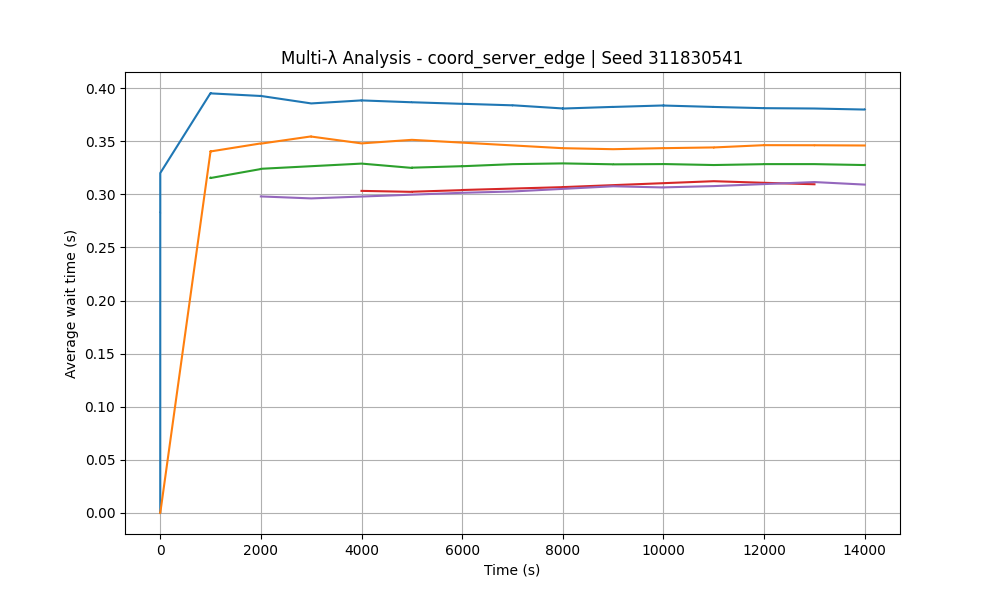 Multi-λ Analysis - coord_server_edge | Seed 311830541
0.40
0.35
0.30
0.25
0.20
0.15
0.10
0.05
0.00
Average wait time (s)
0 2000 4000 6000 8000 10000 12000 14000
Time (s)